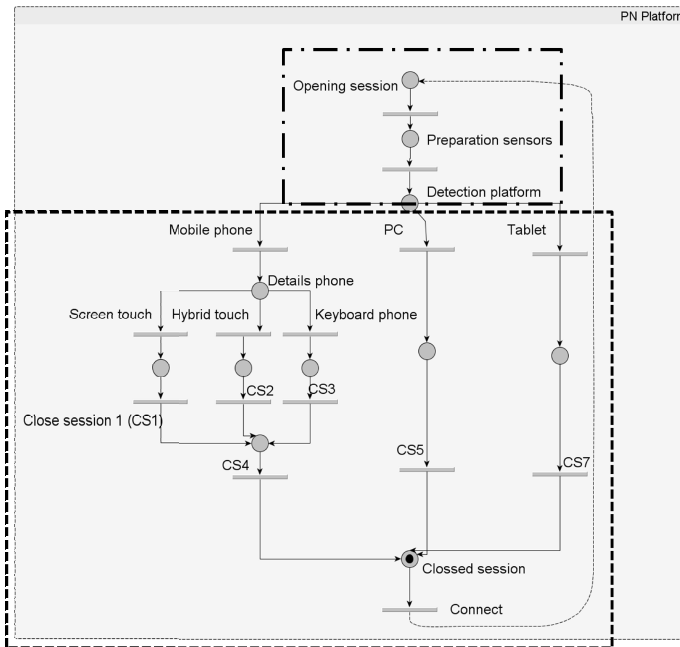 PN Platform
Opening session
Preparation sensors
Detection platform
Mobile phone
PC
Tablet
Details phone
Screen touch
Hybrid touch
Keyboard phone
CS2
CS3
Close session 1 (CS1)
CS4
CS5
CS7
Clossed session
Connect